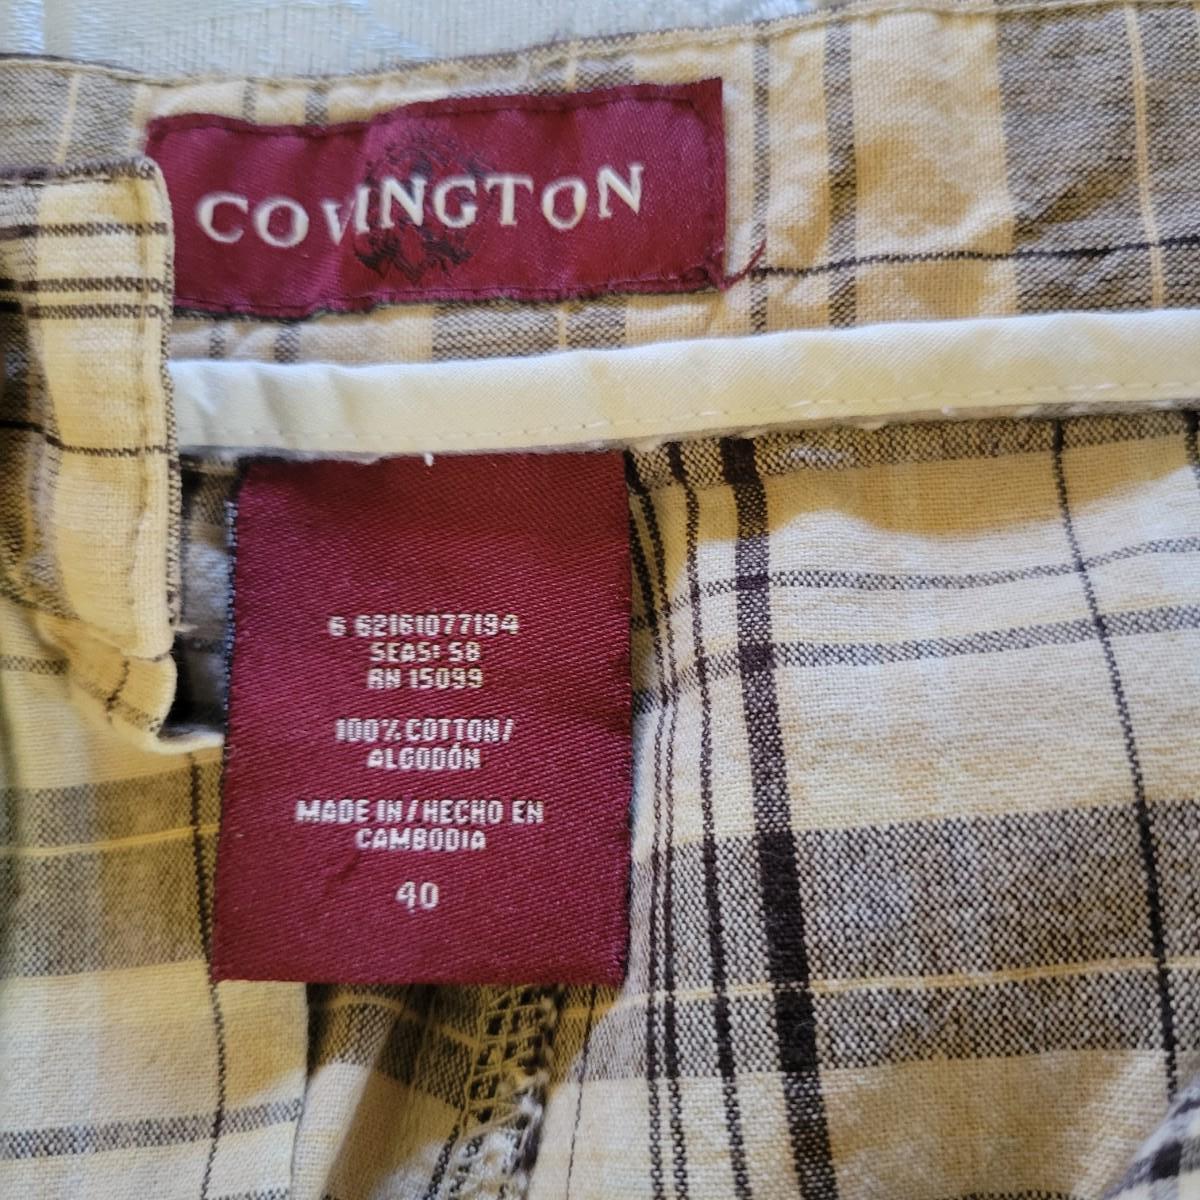 COVINGTON
6 62161077194
SEAS: S8
RN 15099
100% COTTON/
ALGODÓN
MADE IN/HECHO EN
CAMBODIA
40